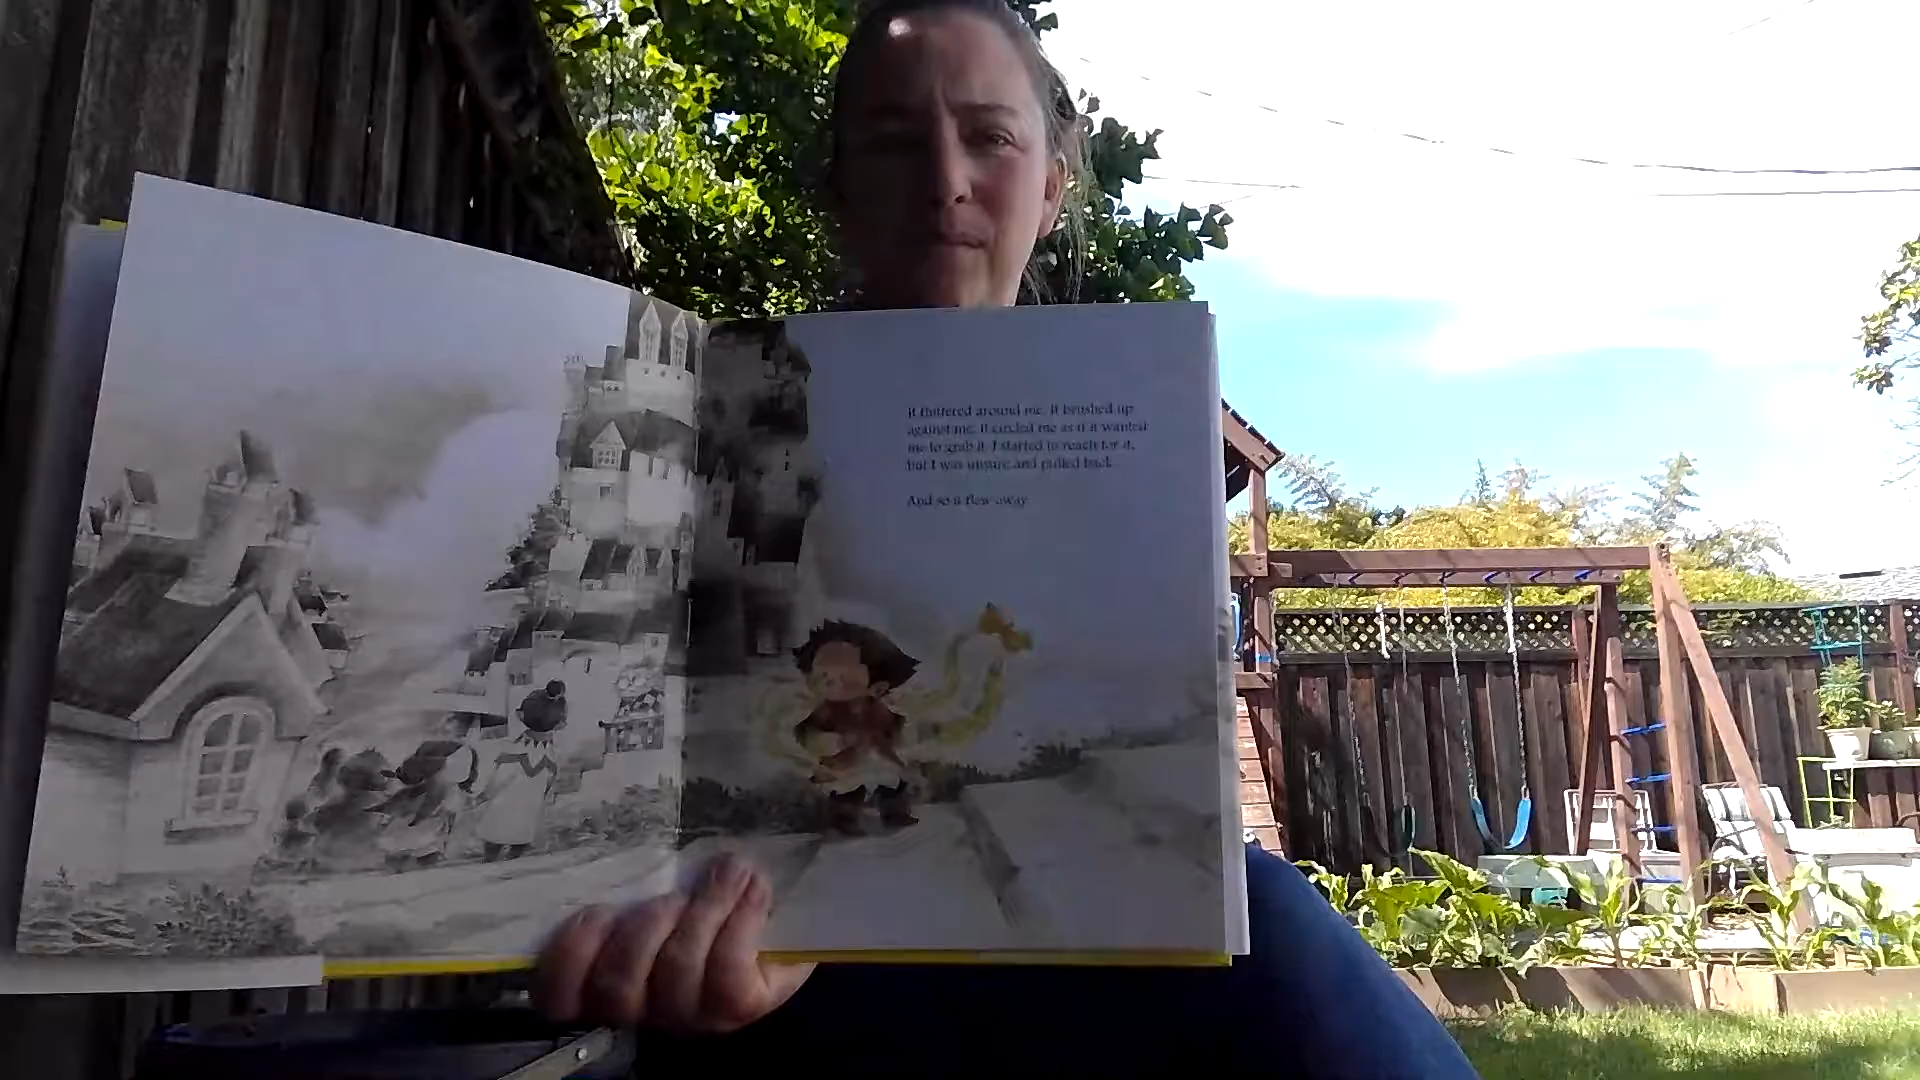 It fluttered around me. It brushed up
against me. It circled me as if it wanted
me to grab it. I started to reach for it,
but I was unsure and pulled back.
And so it flew away.